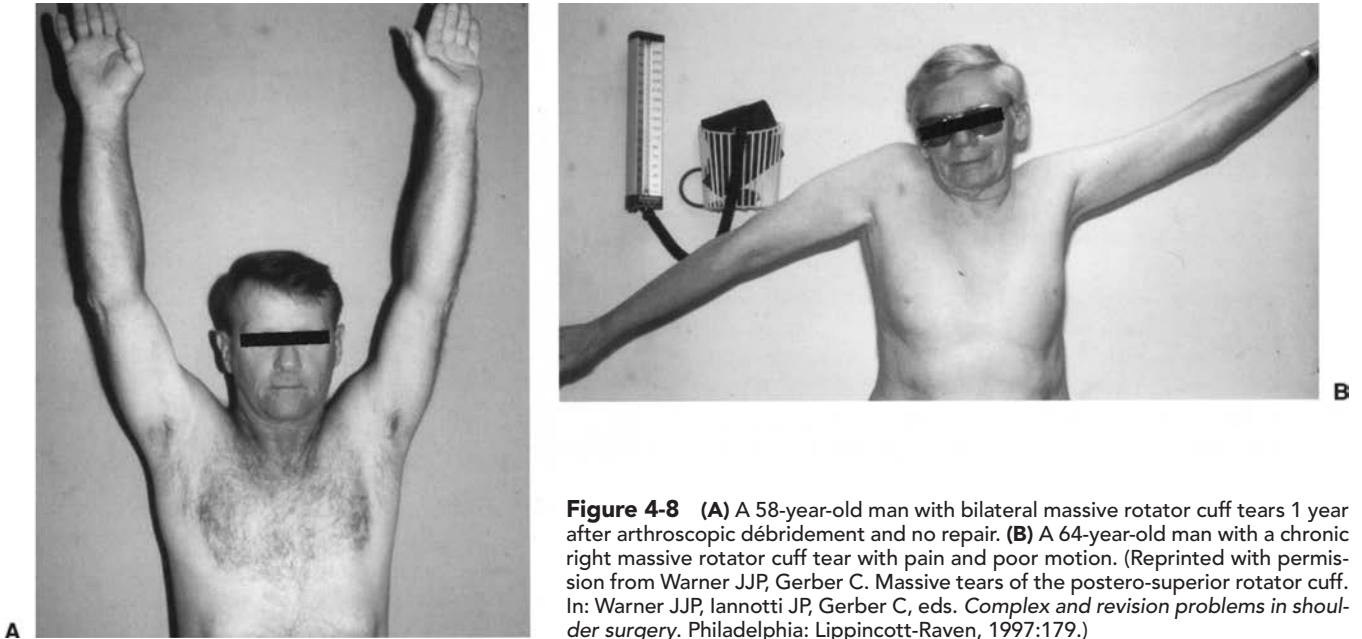 A
B
Figure 4-8 (A) A 58-year-old man with bilateral massive rotator cuff tears 1 year
after arthroscopic débridement and no repair. (B) A 64-year-old man with a chronic
right massive rotator cuff tear with pain and poor motion. (Reprinted with permis-
sion from Warner JJP, Gerber C. Massive tears of the postero-superior rotator cuff.
In: Warner JJP, Iannotti JP, Gerber C, eds. Complex and revision problems in shoul-
der surgery. Philadelphia: Lippincott-Raven, 1997:179.)